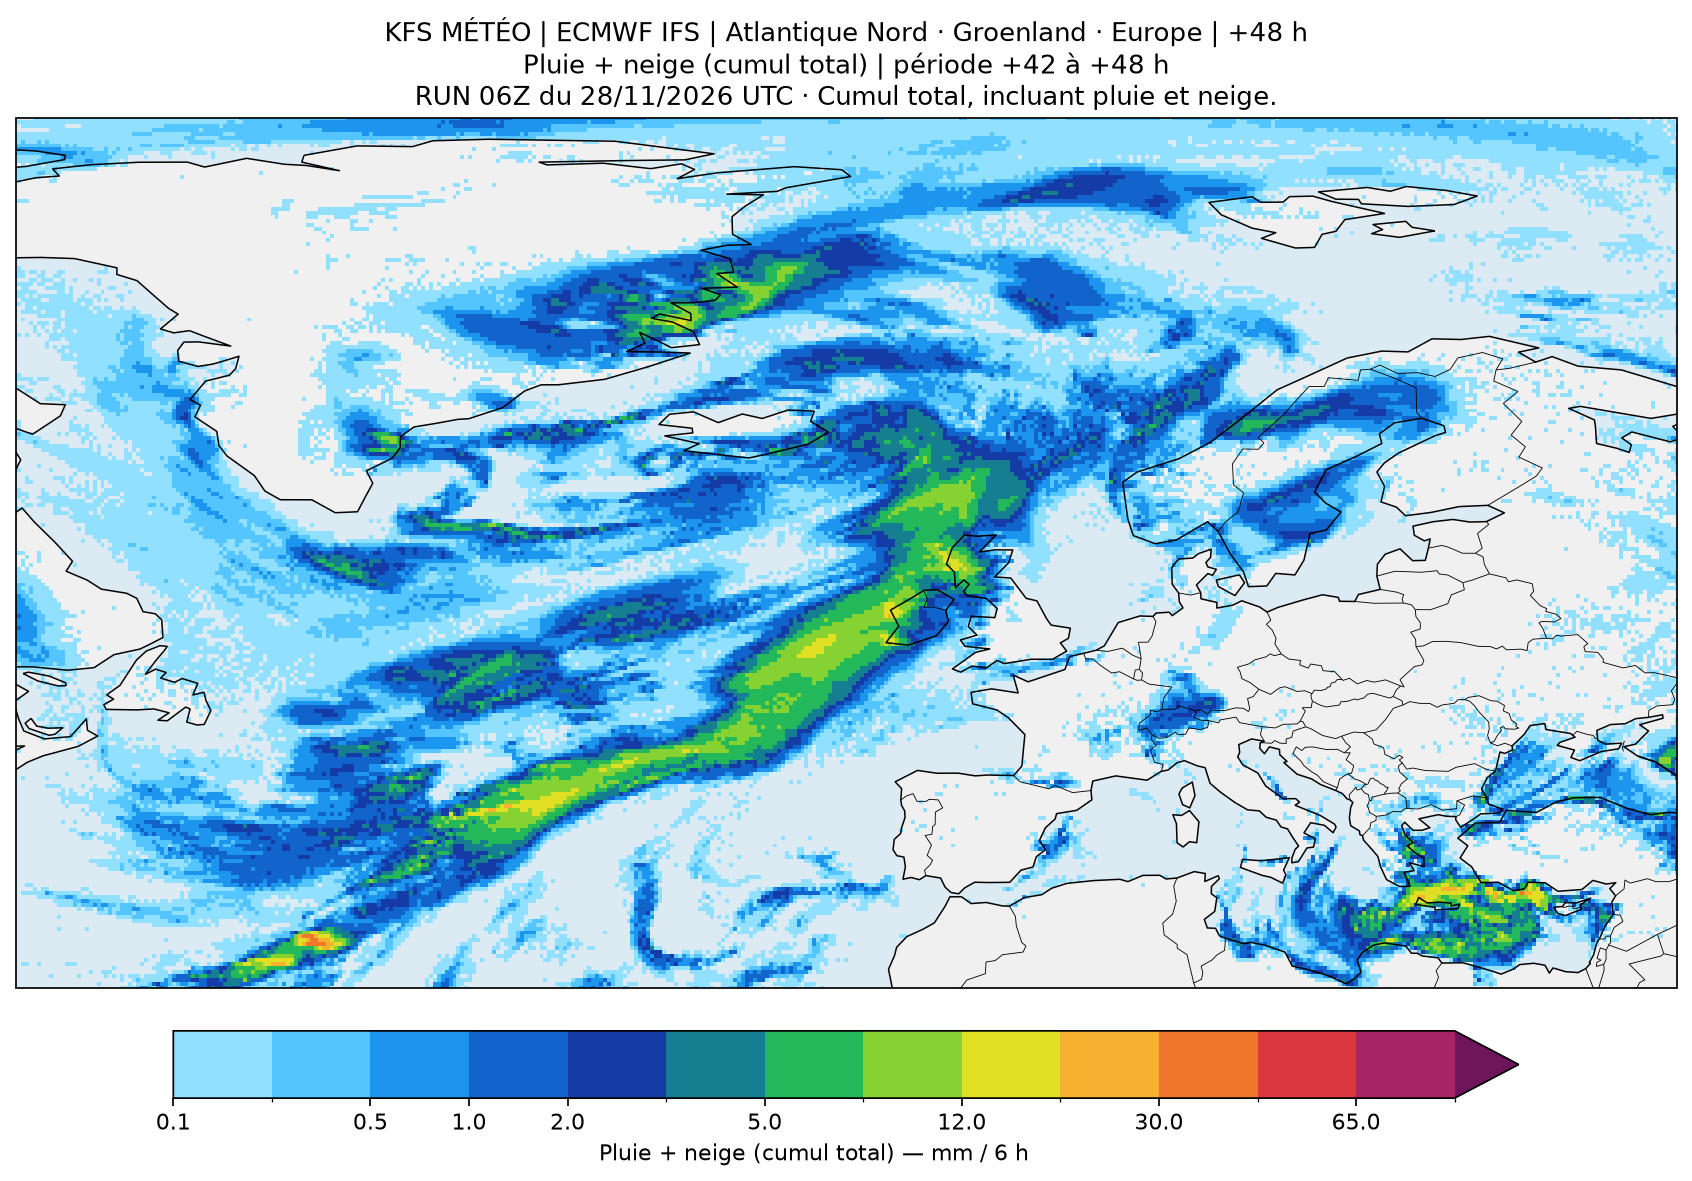 KFS MÉTÉO | ECMWF IFS | Atlantique Nord · Groenland · Europe | +48 h
Pluie + neige (cumul total) | période +42 à +48 h
RUN 06Z du 28/11/2026 UTC · Cumul total, incluant pluie et neige.
0.1 0.5 1.0 2.0 5.0 12.0 30.0 65.0
Pluie + neige (cumul total) — mm / 6 h